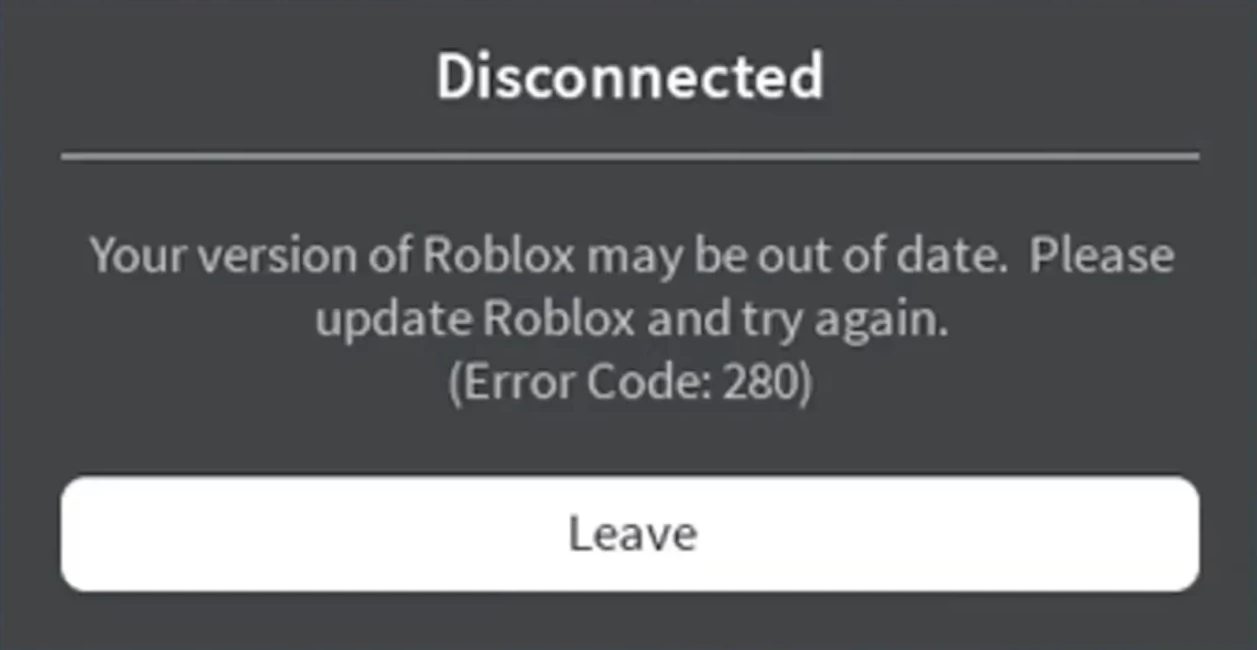 Disconnected
Your version of Roblox may be out of date.  Please
update Roblox and try again.
(Error Code: 280)
Leave